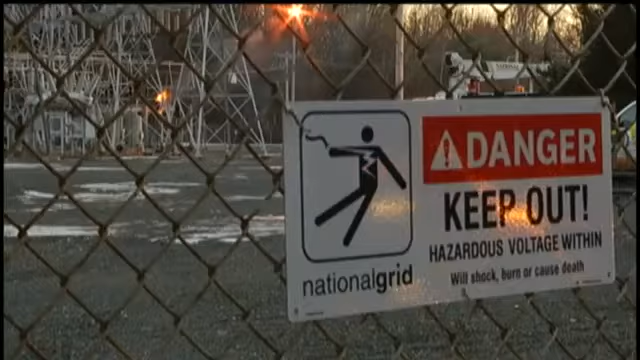 DANGER
KEEP OUT!
HAZARDOUS VOLTAGE WITHIN
Will shock, burn or cause death
nationalgrid